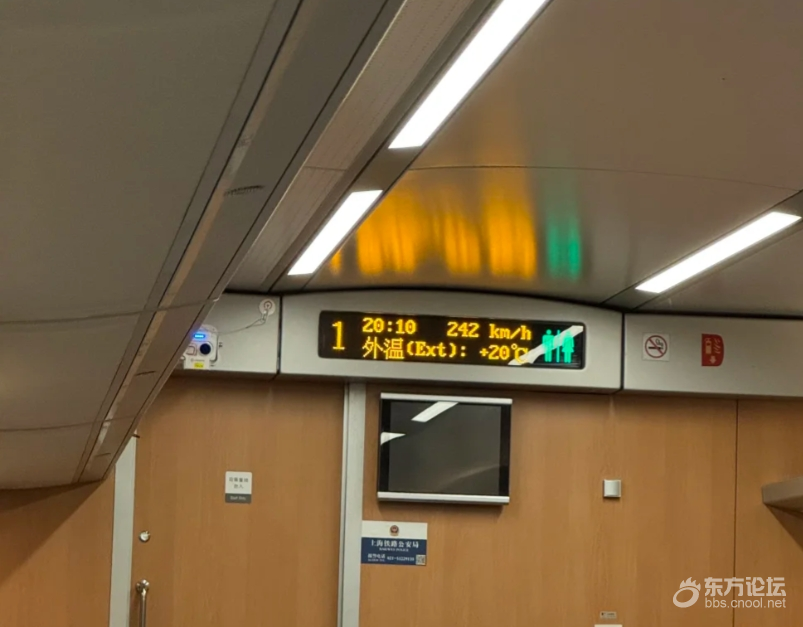 1
20:10 242 km/h
外温(Ext): +20℃
上海铁路公安局
东方论坛
bbs.cnool.net